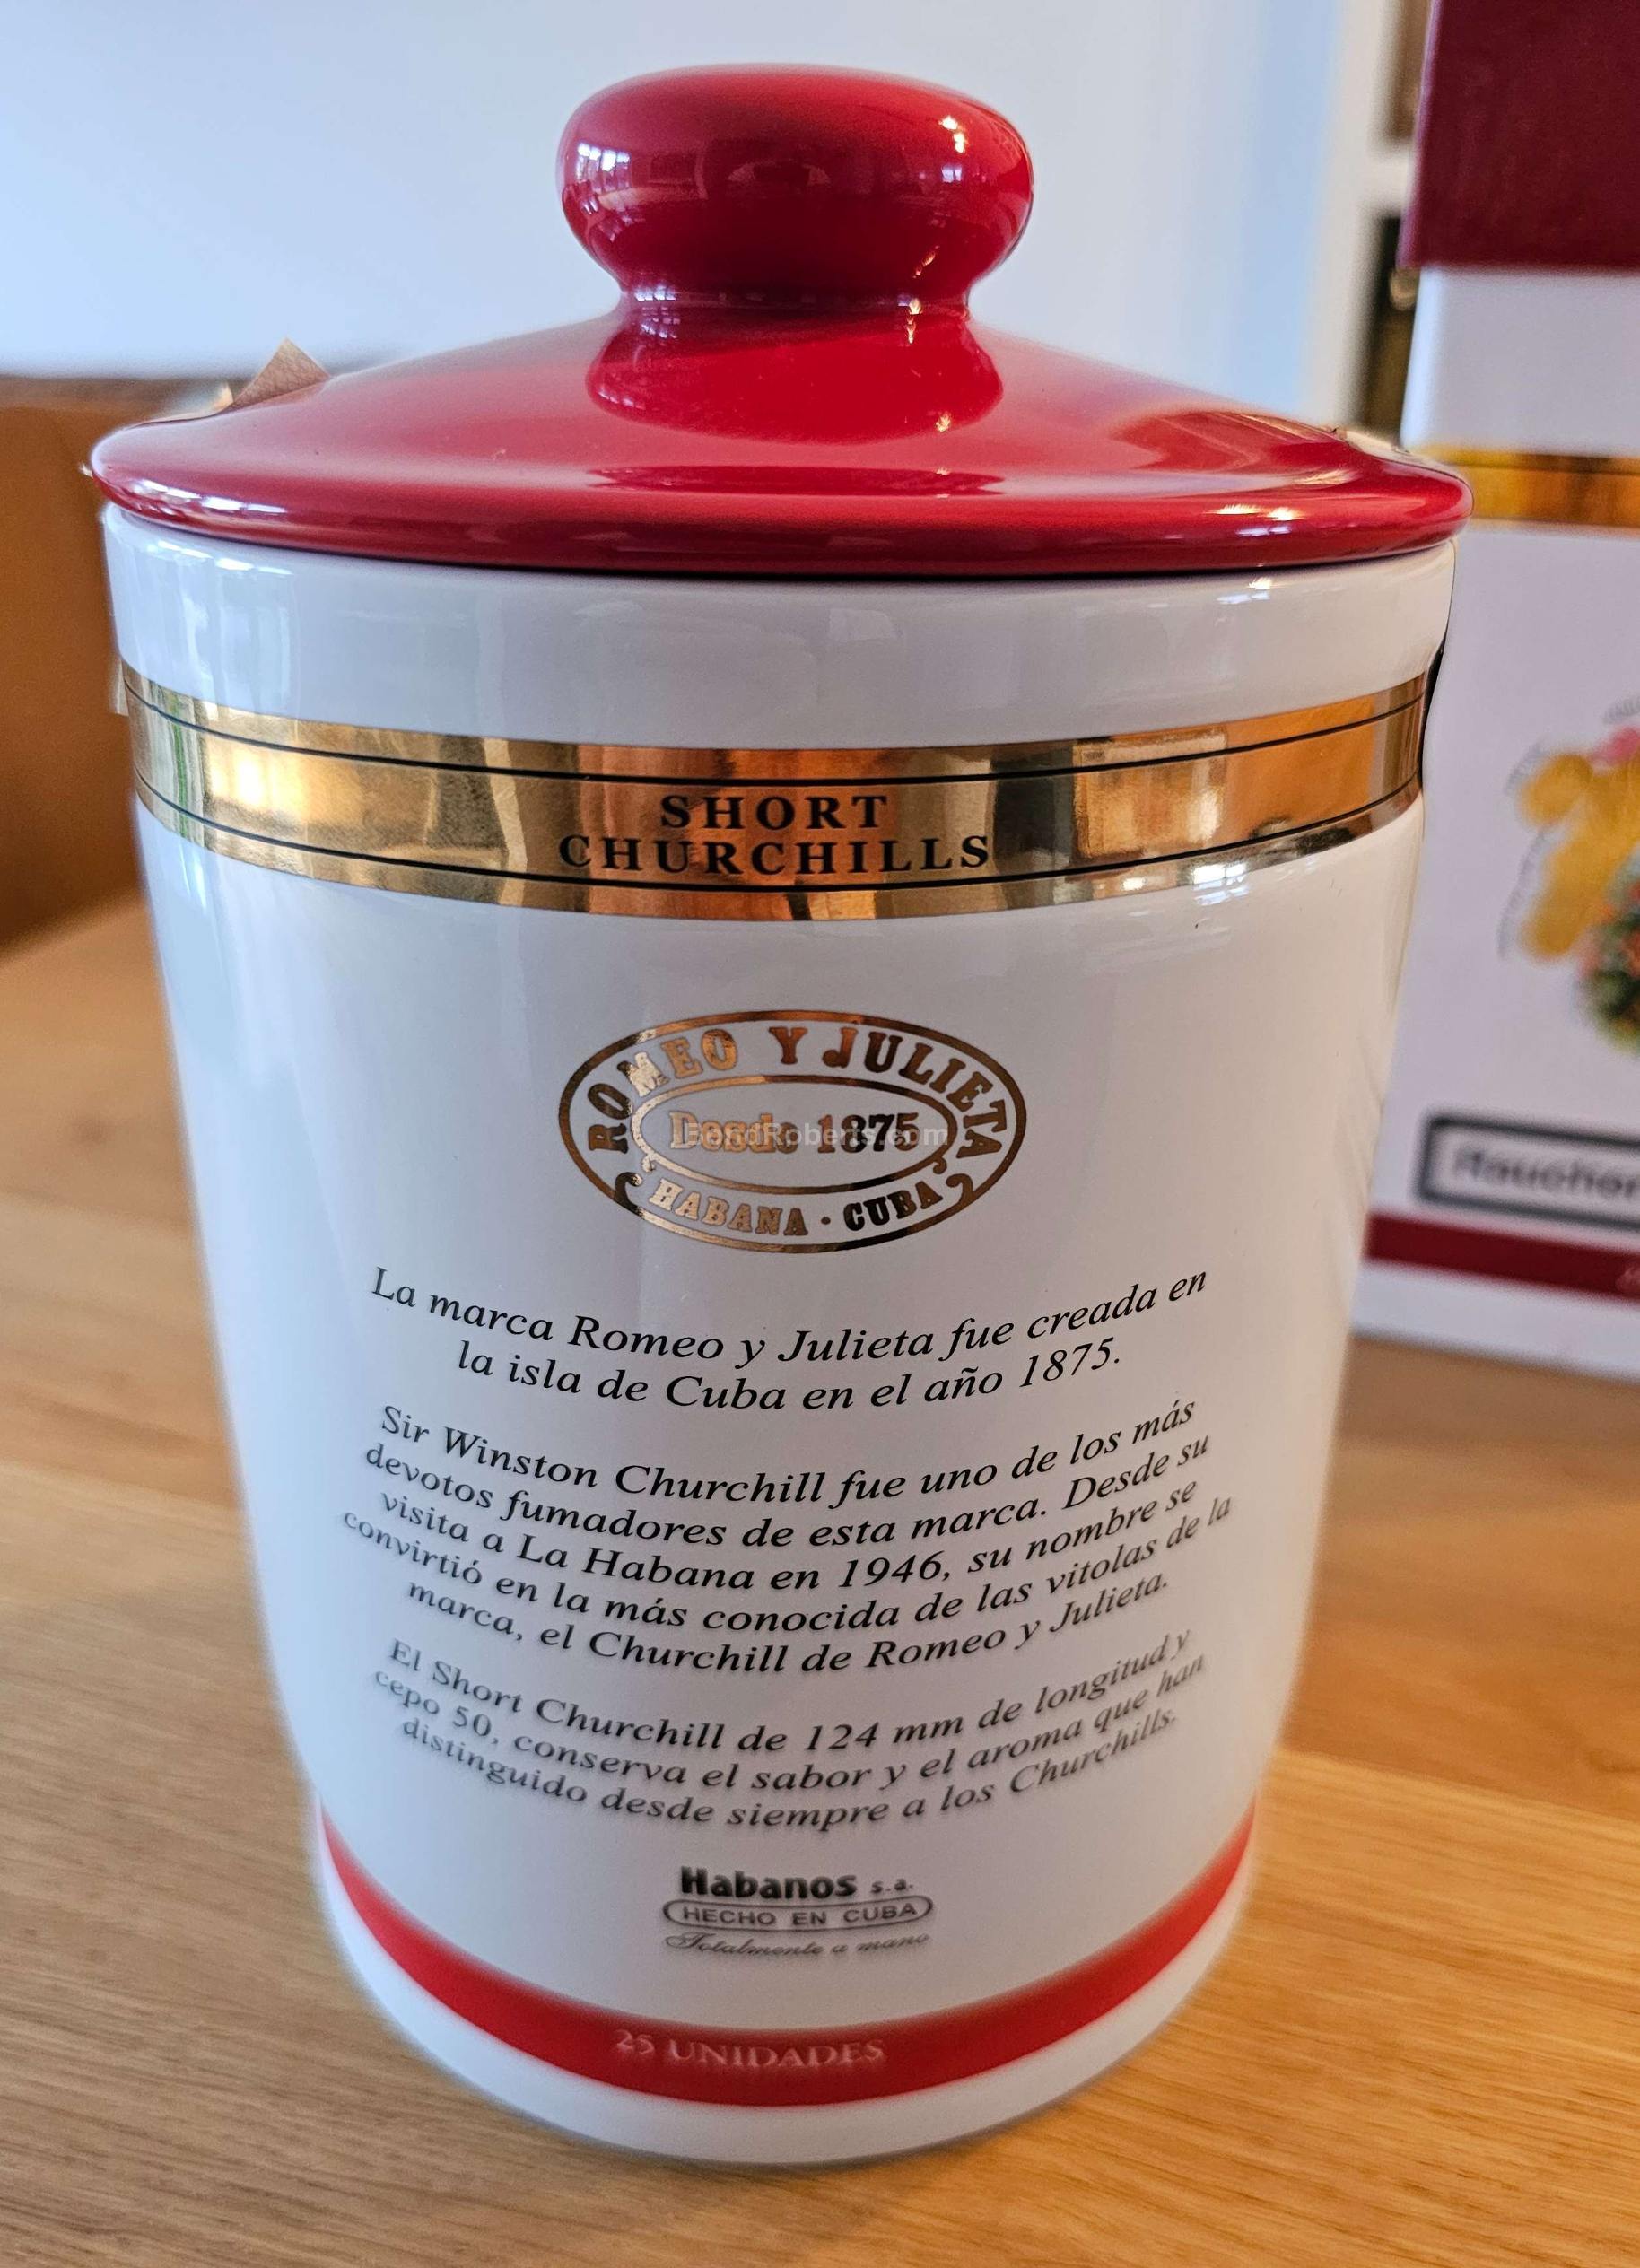 SHORT
CHURCHILLS
ROMEO Y JULIETA
Desde 1875
BondRoberts.com
HABANA · CUBA
La marca Romeo y Julieta fue creada en
la isla de Cuba en el año 1875.
Sir Winston Churchill fue uno de los más
devotos fumadores de esta marca. Desde su
visita a La Habana en 1946, su nombre se
convirtió en la más conocida de las vitolas de la
marca, el Churchill de Romeo y Julieta.
El Short Churchill de 124 mm de longitud y
cepo 50, conserva el sabor y el aroma que han
distinguido desde siempre a los Churchills.
Habanos s.a.
HECHO EN CUBA
Totalmente a mano
25 UNIDADES